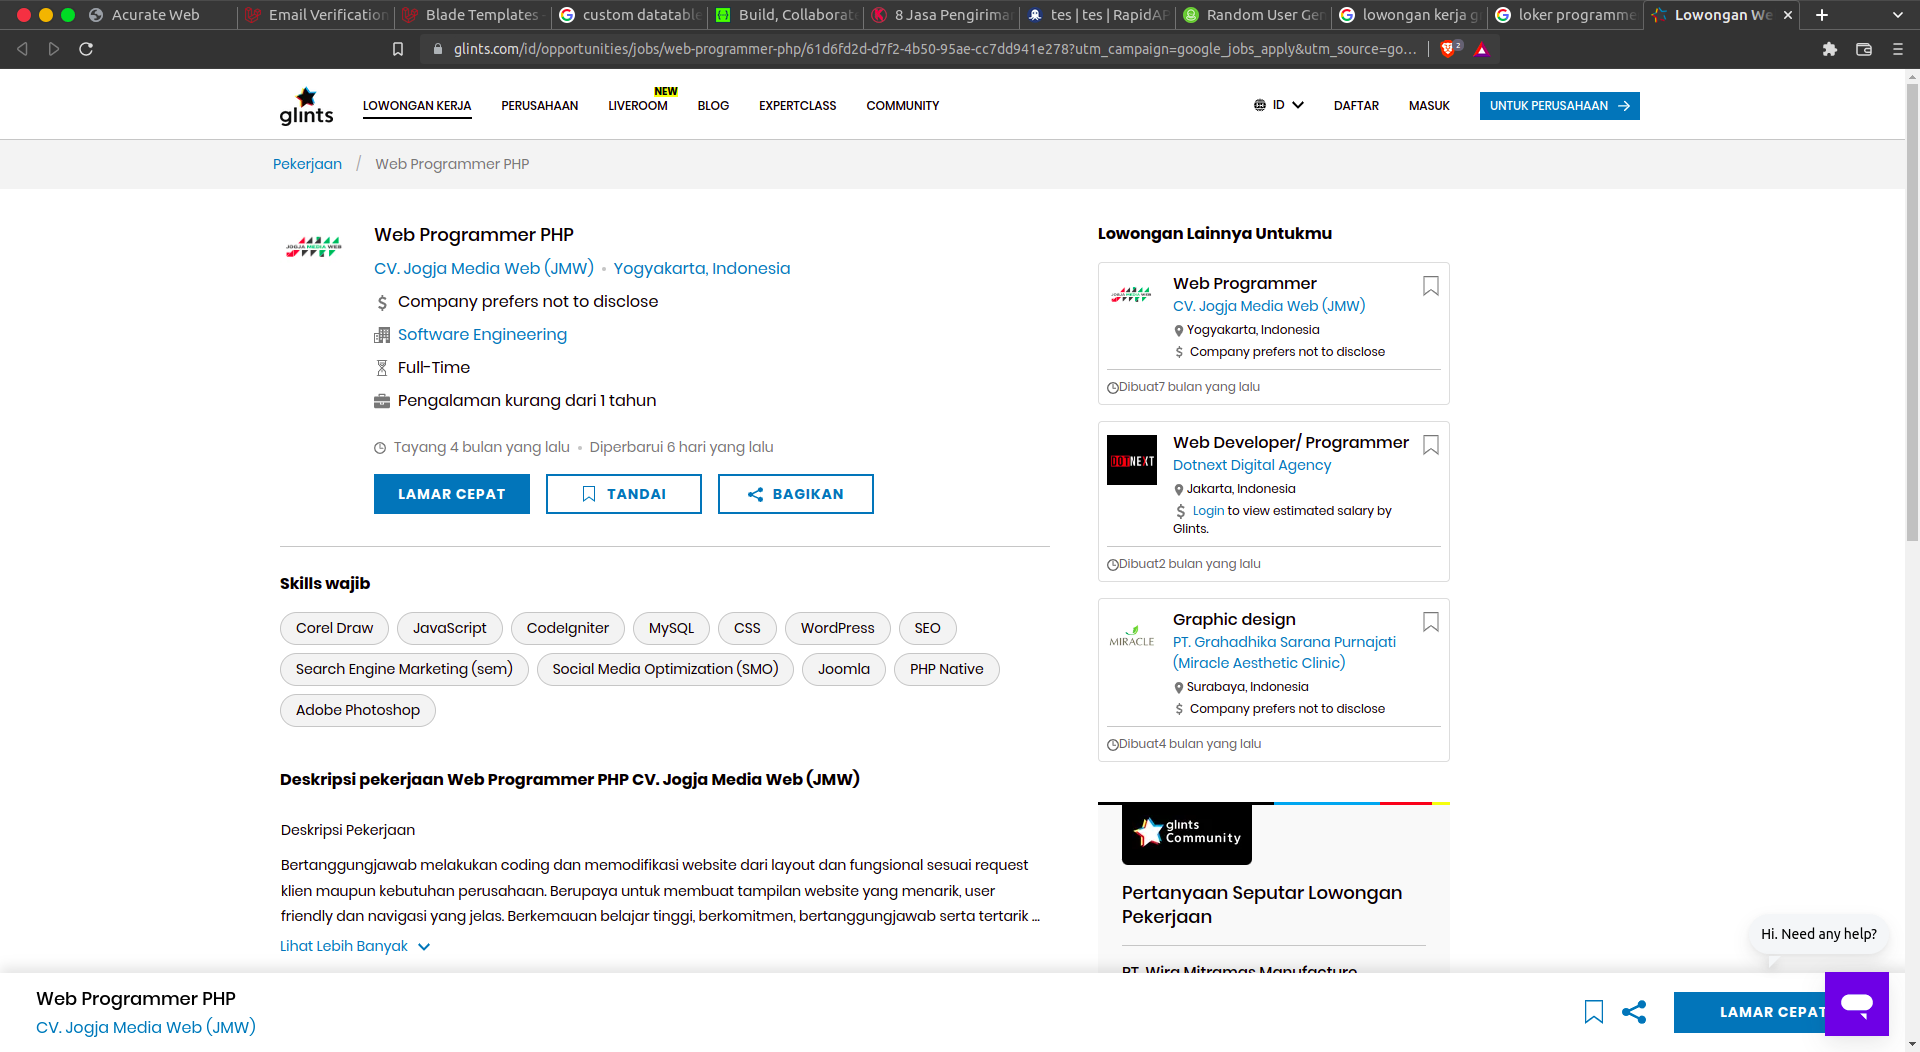 Acurate Web
Email Verification
Blade Templates
custom datatable
Build, Collaborat
8 Jasa Pengiriman
tes | tes | RapidAP
Random User Gen
lowongan kerja g
loker programme
Lowongan We
glints.com/id/opportunities/jobs/web-programmer-php/61d6fd2d-d7f2-4b50-95ae-cc7dd941e278?utm_campaign=google_jobs_apply&utm_source=go...
2
glints
LOWONGAN KERJA
PERUSAHAAN
LIVEROOM
NEW
BLOG
EXPERTCLASS
COMMUNITY
ID
DAFTAR
MASUK
UNTUK PERUSAHAAN
Pekerjaan / Web Programmer PHP
JOGJA MEDIA WEB
Web Programmer PHP
CV. Jogja Media Web (JMW) • Yogyakarta, Indonesia
Company prefers not to disclose
Software Engineering
Full-Time
Pengalaman kurang dari 1 tahun
Tayang 4 bulan yang lalu • Diperbarui 6 hari yang lalu
LAMAR CEPAT
TANDAI
BAGIKAN
Skills wajib
Corel Draw
JavaScript
CodeIgniter
MySQL
CSS
WordPress
SEO
Search Engine Marketing (sem)
Social Media Optimization (SMO)
Joomla
PHP Native
Adobe Photoshop
Deskripsi pekerjaan Web Programmer PHP CV. Jogja Media Web (JMW)
Deskripsi Pekerjaan
Bertanggungjawab melakukan coding dan memodifikasi website dari layout dan fungsional sesuai request
klien maupun kebutuhan perusahaan. Berupaya untuk membuat tampilan website yang menarik, user
friendly dan navigasi yang jelas. Berkemauan belajar tinggi, berkomitmen, bertanggungjawab serta tertarik ...
Lihat Lebih Banyak
Lowongan Lainnya Untukmu
JOGJA MEDIA WEB
Web Programmer
CV. Jogja Media Web (JMW)
Yogyakarta, Indonesia
Company prefers not to disclose
Dibuat7 bulan yang lalu
DOTNEXT
Web Developer/ Programmer
Dotnext Digital Agency
Jakarta, Indonesia
Login to view estimated salary by
Glints.
Dibuat2 bulan yang lalu
MIRACLE
Graphic design
PT. Grahadhika Sarana Purnajati
(Miracle Aesthetic Clinic)
Surabaya, Indonesia
Company prefers not to disclose
Dibuat4 bulan yang lalu
glints
Community
Pertanyaan Seputar Lowongan
Pekerjaan
PT. Wira Mitramas Manufacture
Hi. Need any help?
Web Programmer PHP
CV. Jogja Media Web (JMW)
LAMAR CEPAT